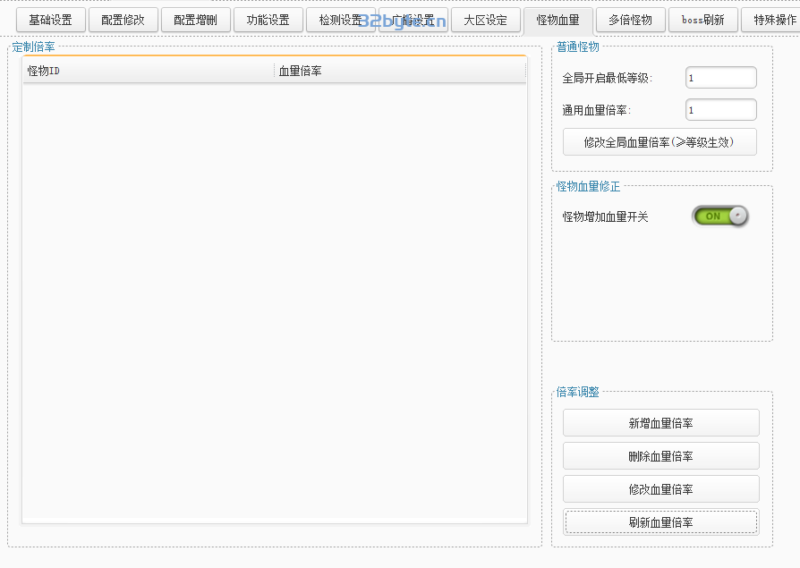 基础设置 配置修改 配置增删 功能设置 检测设置 广播设置 大区设定 怪物血量 多倍怪物 boss刷新 特殊操作
32byte.cn
定制倍率
怪物ID 血量倍率
普通怪物
全局开启最低等级: 1
通用血量倍率: 1
修改全局血量倍率(≥等级生效)
怪物血量修正
怪物增加血量开关 ON
倍率调整
新增血量倍率
删除血量倍率
修改血量倍率
刷新血量倍率